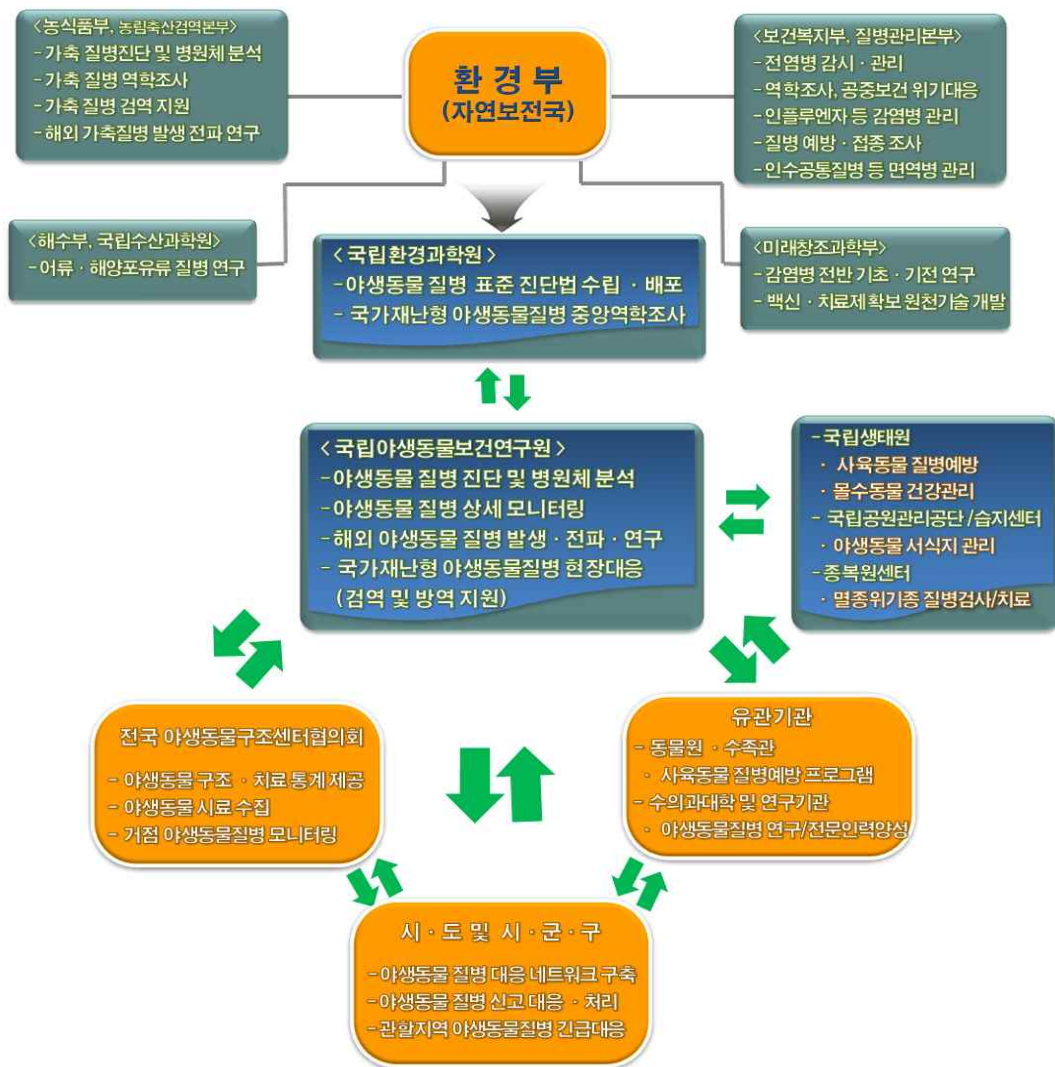 <농식품부, 농림축산검역본부>
- 가축 질병진단 및 병원체 분석
- 가축 질병 역학조사
- 가축 질병 검역 지원
- 해외 가축질병 발생 전파 연구
환 경 부
(자연보전국)
<보건복지부, 질병관리본부>
- 전염병 감시 · 관리
- 역학조사, 공중보건 위기대응
- 인플루엔자 등 감염병 관리
- 질병 예방 · 접종 조사
- 인수공통질병 등 면역병 관리
<해수부, 국립수산과학원>
- 어류 · 해양포유류 질병 연구
<국립환경과학원>
- 야생동물 질병 표준 진단법 수립 · 배포
- 국가재난형 야생동물질병 중앙역학조사
<미래창조과학부>
- 감염병 전반 기초 · 기전 연구
- 백신 · 치료제 확보 원천기술 개발
<국립야생동물보건연구원>
- 야생동물 질병 진단 및 병원체 분석
- 야생동물 질병 상세 모니터링
- 해외 야생동물 질병 발생 · 전파 · 연구
- 국가재난형 야생동물질병 현장대응
(검역 및 방역 지원)
- 국립생태원
· 사육동물 질병예방
· 몰수동물 건강관리
- 국립공원관리공단 /습지센터
· 야생동물 서식지 관리
- 종복원센터
· 멸종위기종 질병검사/치료
전국 야생동물구조센터협의회
- 야생동물 구조 · 치료 통계 제공
- 야생동물 시료 수집
- 거점 야생동물질병 모니터링
유관기관
- 동물원 · 수족관
· 사육동물 질병예방 프로그램
- 수의과대학 및 연구기관
· 야생동물질병 연구/전문인력양성
시 · 도 및 시 · 군 · 구
- 야생동물 질병 대응 네트워크 구축
- 야생동물 질병 신고 대응 · 처리
- 관할지역 야생동물질병 긴급대응